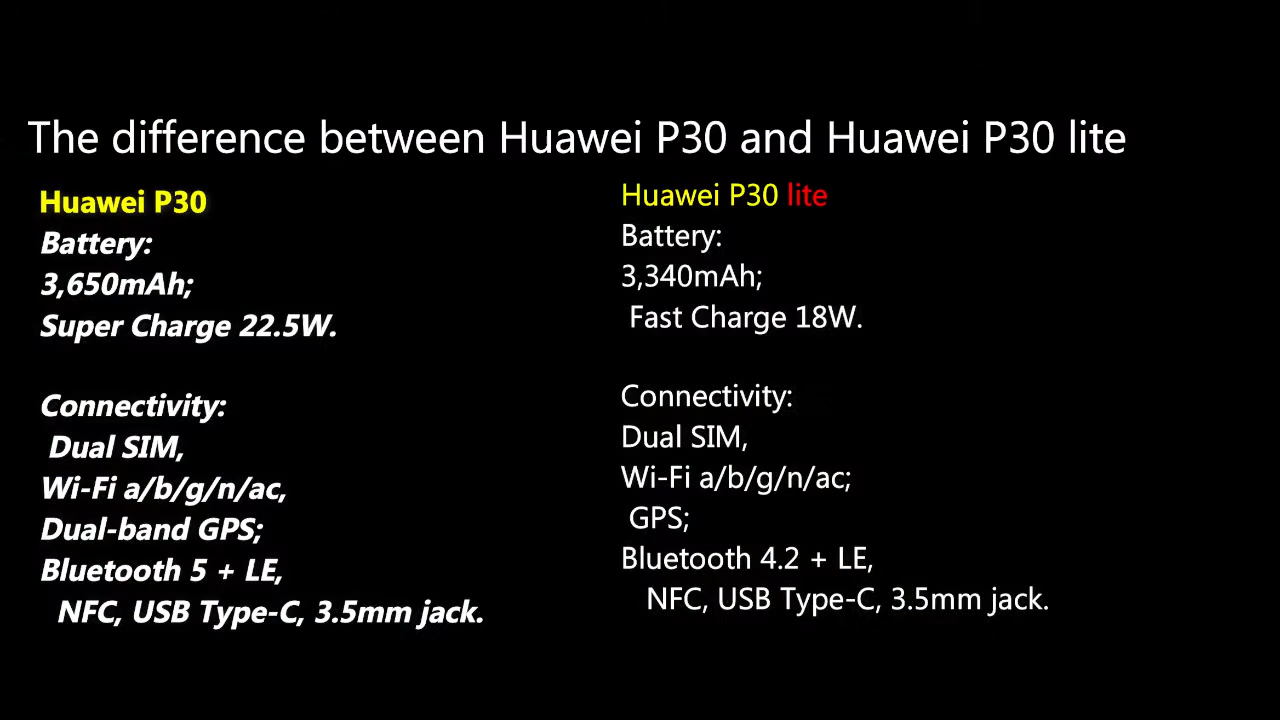 The difference between Huawei P30 and Huawei P30 lite
Huawei P30
Battery:
3,650mAh;
Super Charge 22.5W.
Connectivity:
Dual SIM,
Wi-Fi a/b/g/n/ac,
Dual-band GPS;
Bluetooth 5 + LE,
NFC, USB Type-C, 3.5mm jack.
Huawei P30 lite
Battery:
3,340mAh;
Fast Charge 18W.
Connectivity:
Dual SIM,
Wi-Fi a/b/g/n/ac;
GPS;
Bluetooth 4.2 + LE,
NFC, USB Type-C, 3.5mm jack.